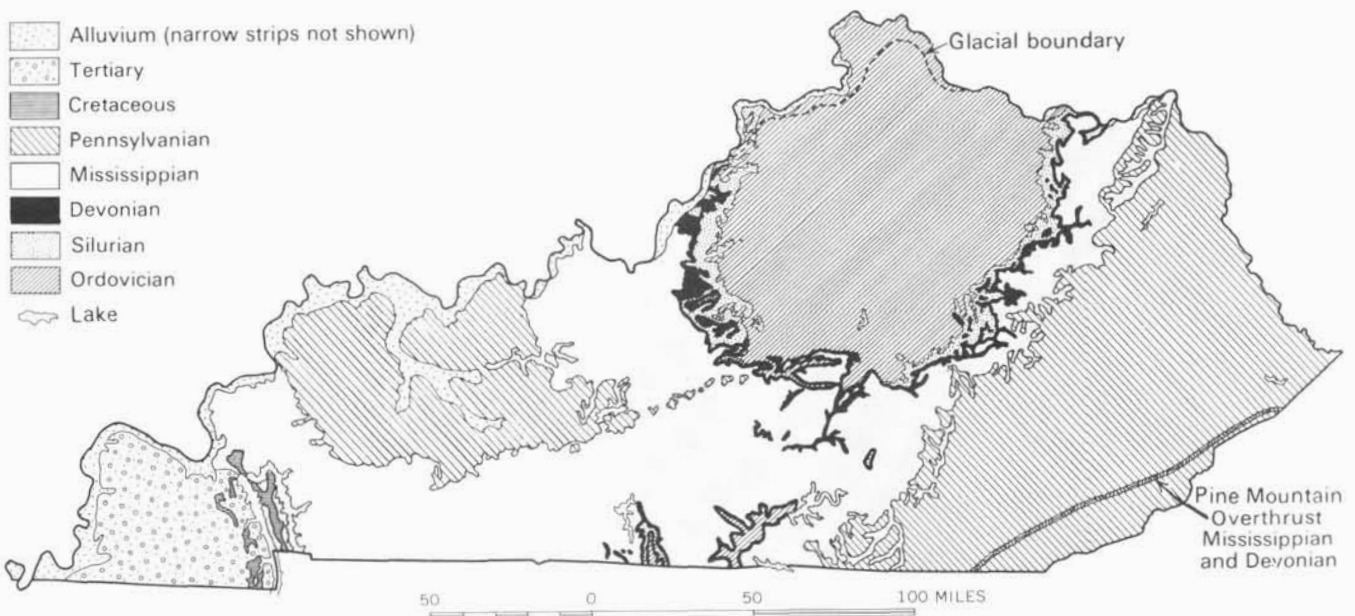 Alluvium (narrow strips not shown)
Tertiary
Cretaceous
Pennsylvanian
Mississippian
Devonian
Silurian
Ordovician
Lake
Glacial boundary
Pine Mountain
Overthrust
Mississippian
and Devonian
50 0 50 100 MILES